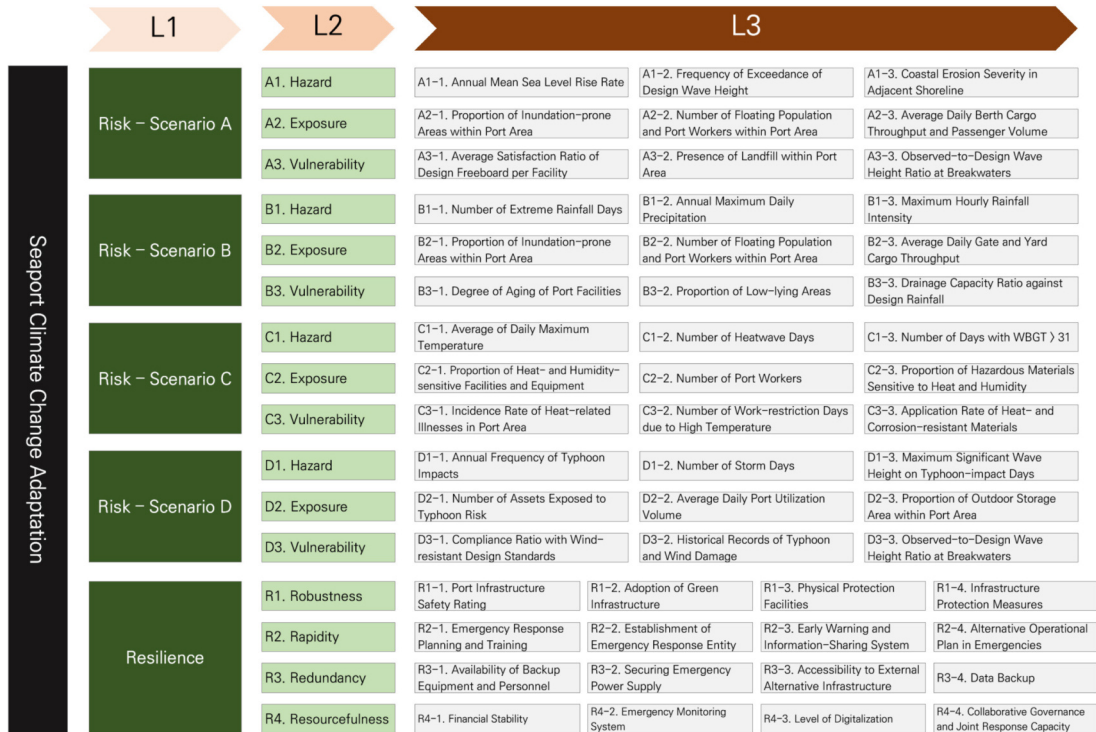 L1
L2
L3
Seaport Climate Change Adaptation
Risk – Scenario A
A1. Hazard
A1-1. Annual Mean Sea Level Rise Rate
A1-2. Frequency of Exceedance of
Design Wave Height
A1-3. Coastal Erosion Severity in
Adjacent Shoreline
A2. Exposure
A2-1. Proportion of Inundation-prone
Areas within Port Area
A2-2. Number of Floating Population
and Port Workers within Port Area
A2-3. Average Daily Berth Cargo
Throughput and Passenger Volume
A3. Vulnerability
A3-1. Average Satisfaction Ratio of
Design Freeboard per Facility
A3-2. Presence of Landfill within Port
Area
A3-3. Observed-to-Design Wave
Height Ratio at Breakwaters
Risk – Scenario B
B1. Hazard
B1-1. Number of Extreme Rainfall Days
B1-2. Annual Maximum Daily
Precipitation
B1-3. Maximum Hourly Rainfall
Intensity
B2. Exposure
B2-1. Proportion of Inundation-prone
Areas within Port Area
B2-2. Number of Floating Population
and Port Workers within Port Area
B2-3. Average Daily Gate and Yard
Cargo Throughput
B3. Vulnerability
B3-1. Degree of Aging of Port Facilities
B3-2. Proportion of Low-lying Areas
B3-3. Drainage Capacity Ratio against
Design Rainfall
Risk – Scenario C
C1. Hazard
C1-1. Average of Daily Maximum
Temperature
C1-2. Number of Heatwave Days
C1-3. Number of Days with WBGT 〉 31
C2. Exposure
C2-1. Proportion of Heat- and Humidity-
sensitive Facilities and Equipment
C2-2. Number of Port Workers
C2-3. Proportion of Hazardous Materials
Sensitive to Heat and Humidity
C3. Vulnerability
C3-1. Incidence Rate of Heat-related
Illnesses in Port Area
C3-2. Number of Work-restriction Days
due to High Temperature
C3-3. Application Rate of Heat- and
Corrosion-resistant Materials
Risk – Scenario D
D1. Hazard
D1-1. Annual Frequency of Typhoon
Impacts
D1-2. Number of Storm Days
D1-3. Maximum Significant Wave
Height on Typhoon-impact Days
D2. Exposure
D2-1. Number of Assets Exposed to
Typhoon Risk
D2-2. Average Daily Port Utilization
Volume
D2-3. Proportion of Outdoor Storage
Area within Port Area
D3. Vulnerability
D3-1. Compliance Ratio with Wind-
resistant Design Standards
D3-2. Historical Records of Typhoon
and Wind Damage
D3-3. Observed-to-Design Wave
Height Ratio at Breakwaters
Resilience
R1. Robustness
R1-1. Port Infrastructure
Safety Rating
R1-2. Adoption of Green
Infrastructure
R1-3. Physical Protection
Facilities
R1-4. Infrastructure
Protection Measures
R2. Rapidity
R2-1. Emergency Response
Planning and Training
R2-2. Establishment of
Emergency Response Entity
R2-3. Early Warning and
Information-Sharing System
R2-4. Alternative Operational
Plan in Emergencies
R3. Redundancy
R3-1. Availability of Backup
Equipment and Personnel
R3-2. Securing Emergency
Power Supply
R3-3. Accessibility to External
Alternative Infrastructure
R3-4. Data Backup
R4. Resourcefulness
R4-1. Financial Stability
R4-2. Emergency Monitoring
System
R4-3. Level of Digitalization
R4-4. Collaborative Governance
and Joint Response Capacity